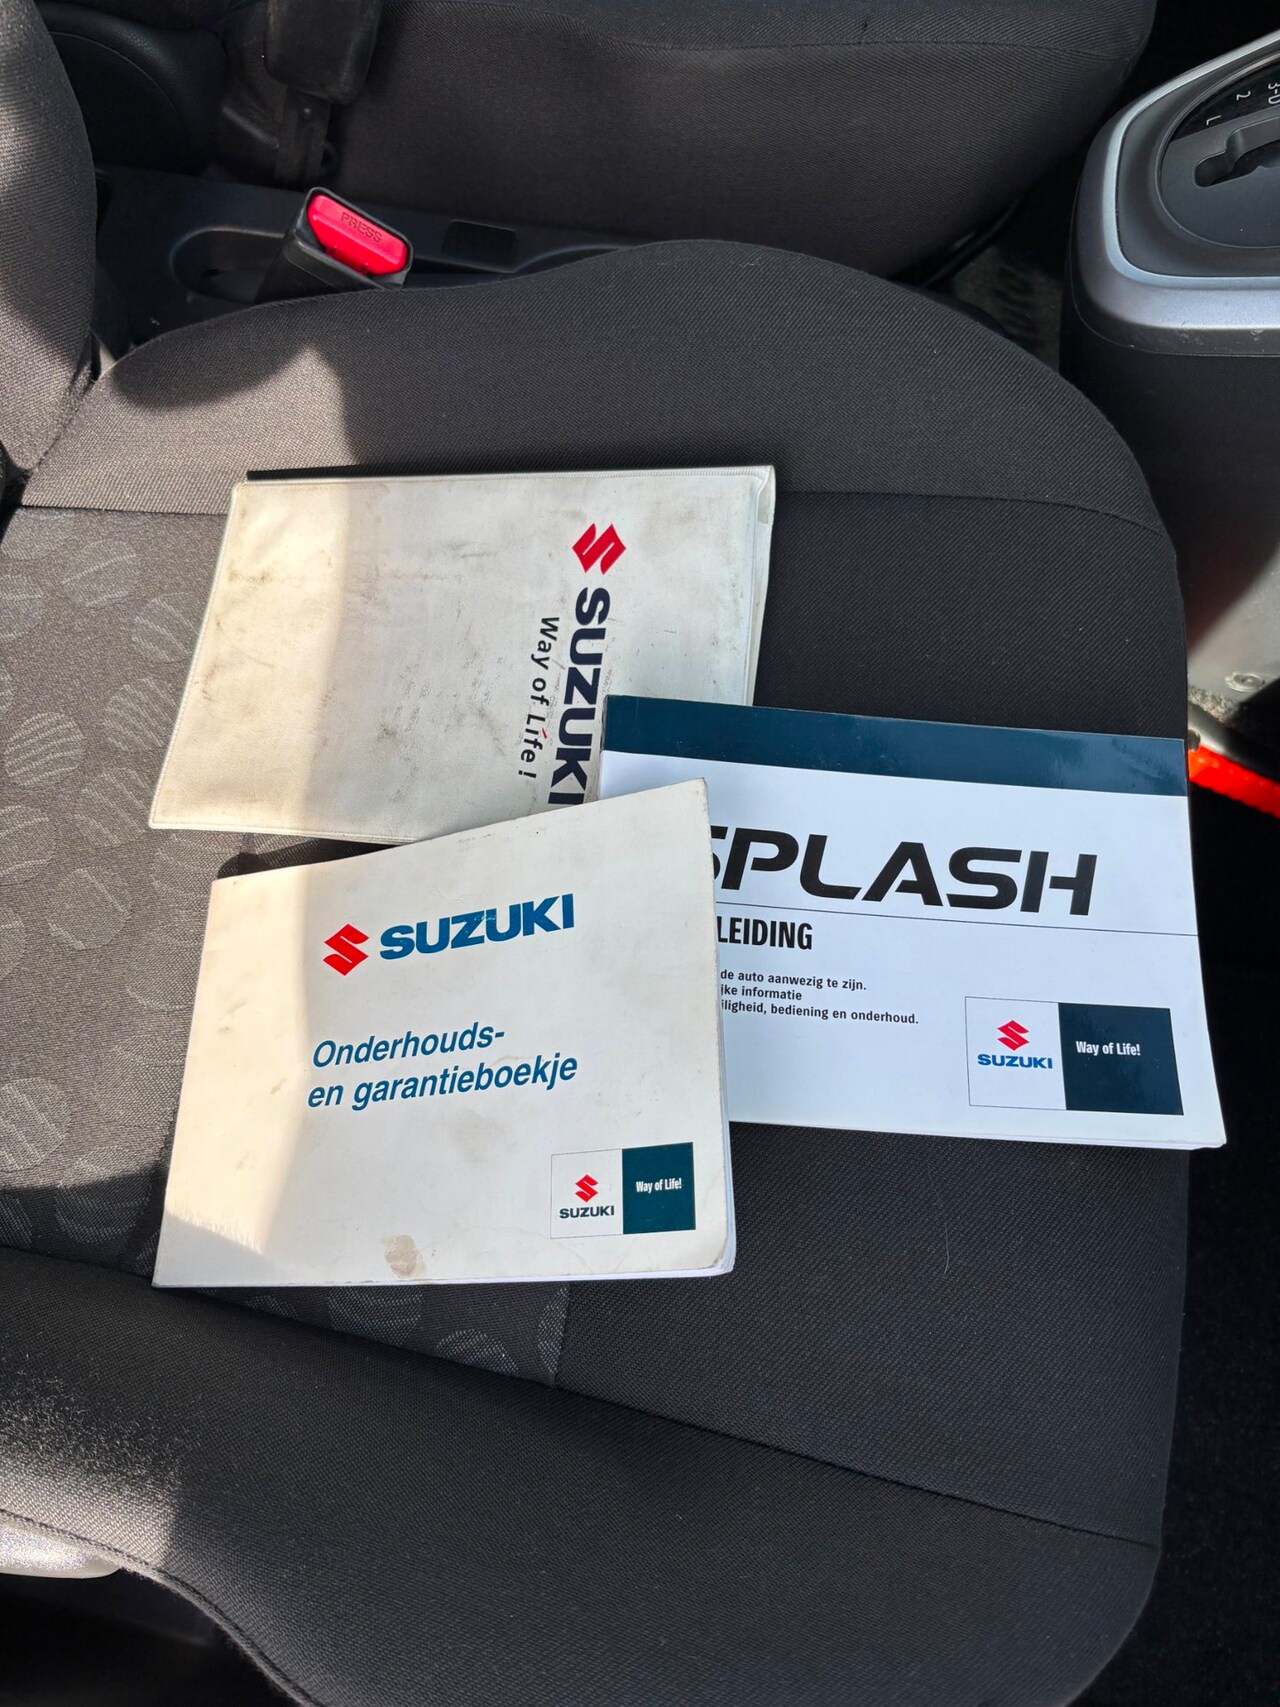 PRESS
2
L
SUZUKI
Way of Life!
SPLASH
LEIDING
de auto aanwezig te zijn.
jke informatie
iligheid, bediening en onderhoud.
SUZUKI
Way of Life!
SUZUKI
Onderhouds-
en garantieboekje
SUZUKI
Way of Life!